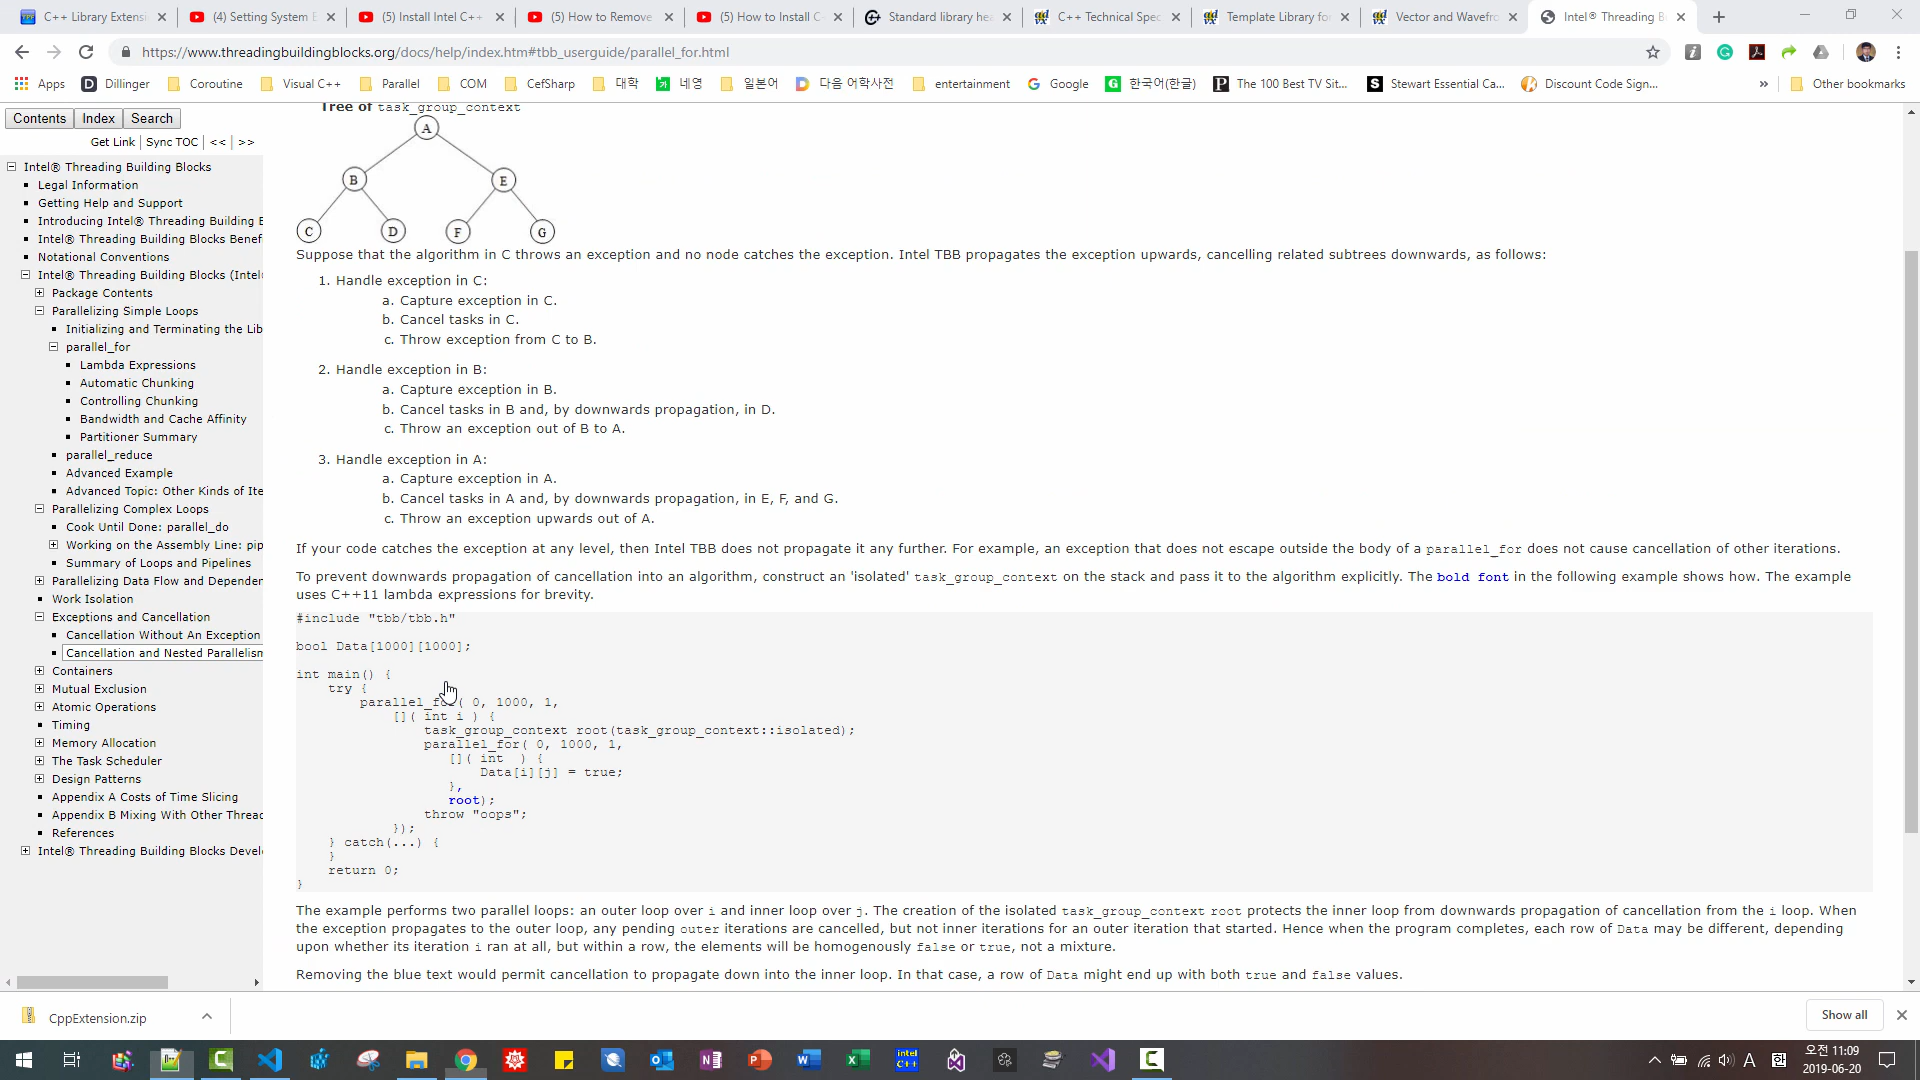 C++ Library Extensi
(4) Setting System E
(5) Install Intel C++
(5) How to Remove
(5) How to Install C
Standard library he
C++ Technical Spec
Template Library fo
Vector and Wavefro
Intel® Threading B
https://www.threadingbuildingblocks.org/docs/help/index.htm#tbb_userguide/parallel_for.html
Apps
Dillinger
Coroutine
Visual C++
Parallel
COM
CefSharp
대학
네영
일본어
다음 어학사전
entertainment
Google
한국어(한글)
The 100 Best TV Sit...
Stewart Essential Ca...
Discount Code Sign...
»
Other bookmarks
Contents
Index
Search
Get Link
Sync TOC
<<
>>
Intel® Threading Building Blocks
Legal Information
Getting Help and Support
Introducing Intel® Threading Building B
Intel® Threading Building Blocks Benef
Notational Conventions
Intel® Threading Building Blocks (Intel
Package Contents
Parallelizing Simple Loops
Initializing and Terminating the Lib
parallel_for
Lambda Expressions
Automatic Chunking
Controlling Chunking
Bandwidth and Cache Affinity
Partitioner Summary
parallel_reduce
Advanced Example
Advanced Topic: Other Kinds of Ite
Parallelizing Complex Loops
Cook Until Done: parallel_do
Working on the Assembly Line: pip
Summary of Loops and Pipelines
Parallelizing Data Flow and Depender
Work Isolation
Exceptions and Cancellation
Cancellation Without An Exception
Cancellation and Nested Parallelism
Containers
Mutual Exclusion
Atomic Operations
Timing
Memory Allocation
The Task Scheduler
Design Patterns
Appendix A Costs of Time Slicing
Appendix B Mixing With Other Threac
References
Intel® Threading Building Blocks Devel
Tree of task_group_context
A
B E
C D F G
Suppose that the algorithm in C throws an exception and no node catches the exception. Intel TBB propagates the exception upwards, cancelling related subtrees downwards, as follows:
1. Handle exception in C:
a. Capture exception in C.
b. Cancel tasks in C.
c. Throw exception from C to B.
2. Handle exception in B:
a. Capture exception in B.
b. Cancel tasks in B and, by downwards propagation, in D.
c. Throw an exception out of B to A.
3. Handle exception in A:
a. Capture exception in A.
b. Cancel tasks in A and, by downwards propagation, in E, F, and G.
c. Throw an exception upwards out of A.
If your code catches the exception at any level, then Intel TBB does not propagate it any further. For example, an exception that does not escape outside the body of a parallel_for does not cause cancellation of other iterations.
To prevent downwards propagation of cancellation into an algorithm, construct an 'isolated' task_group_context on the stack and pass it to the algorithm explicitly. The bold font in the following example shows how. The example
uses C++11 lambda expressions for brevity.
#include "tbb/tbb.h"
bool Data[1000][1000];
int main() {
try {
parallel_for( 0, 1000, 1,
[]( int i ) {
task_group_context root(task_group_context::isolated);
parallel_for( 0, 1000, 1,
[]( int  ) {
Data[i][j] = true;
},
root);
throw "oops";
});
} catch(...) {
}
return 0;
}
The example performs two parallel loops: an outer loop over i and inner loop over j. The creation of the isolated task_group_context root protects the inner loop from downwards propagation of cancellation from the i loop. When
the exception propagates to the outer loop, any pending outer iterations are cancelled, but not inner iterations for an outer iteration that started. Hence when the program completes, each row of Data may be different, depending
upon whether its iteration i ran at all, but within a row, the elements will be homogenously false or true, not a mixture.
Removing the blue text would permit cancellation to propagate down into the inner loop. In that case, a row of Data might end up with both true and false values.
CppExtension.zip
Show all
intel C++
A
오전 11:09
2019-06-20